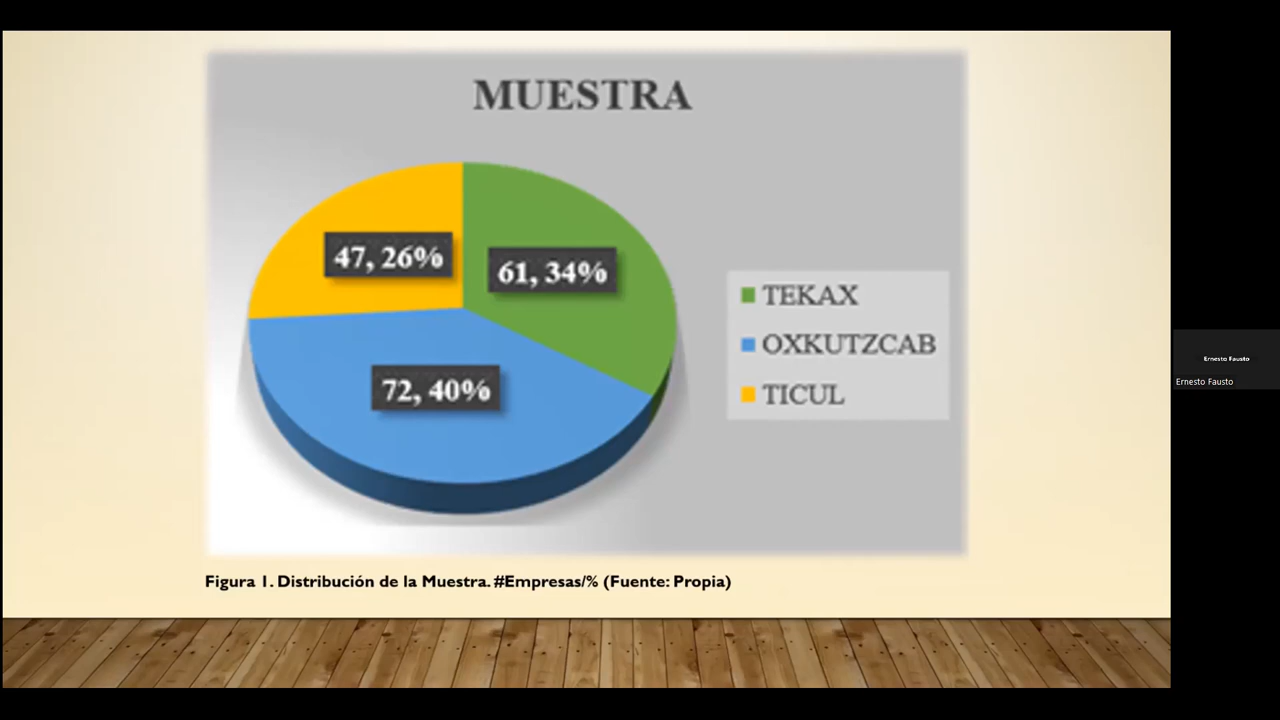 MUESTRA
47, 26%
61, 34%
72, 40%
TEKAX
OXKUTZCAB
TICUL
Figura 1. Distribución de la Muestra. #Empresas/% (Fuente: Propia)
Ernesto Fausto
Ernesto Fausto